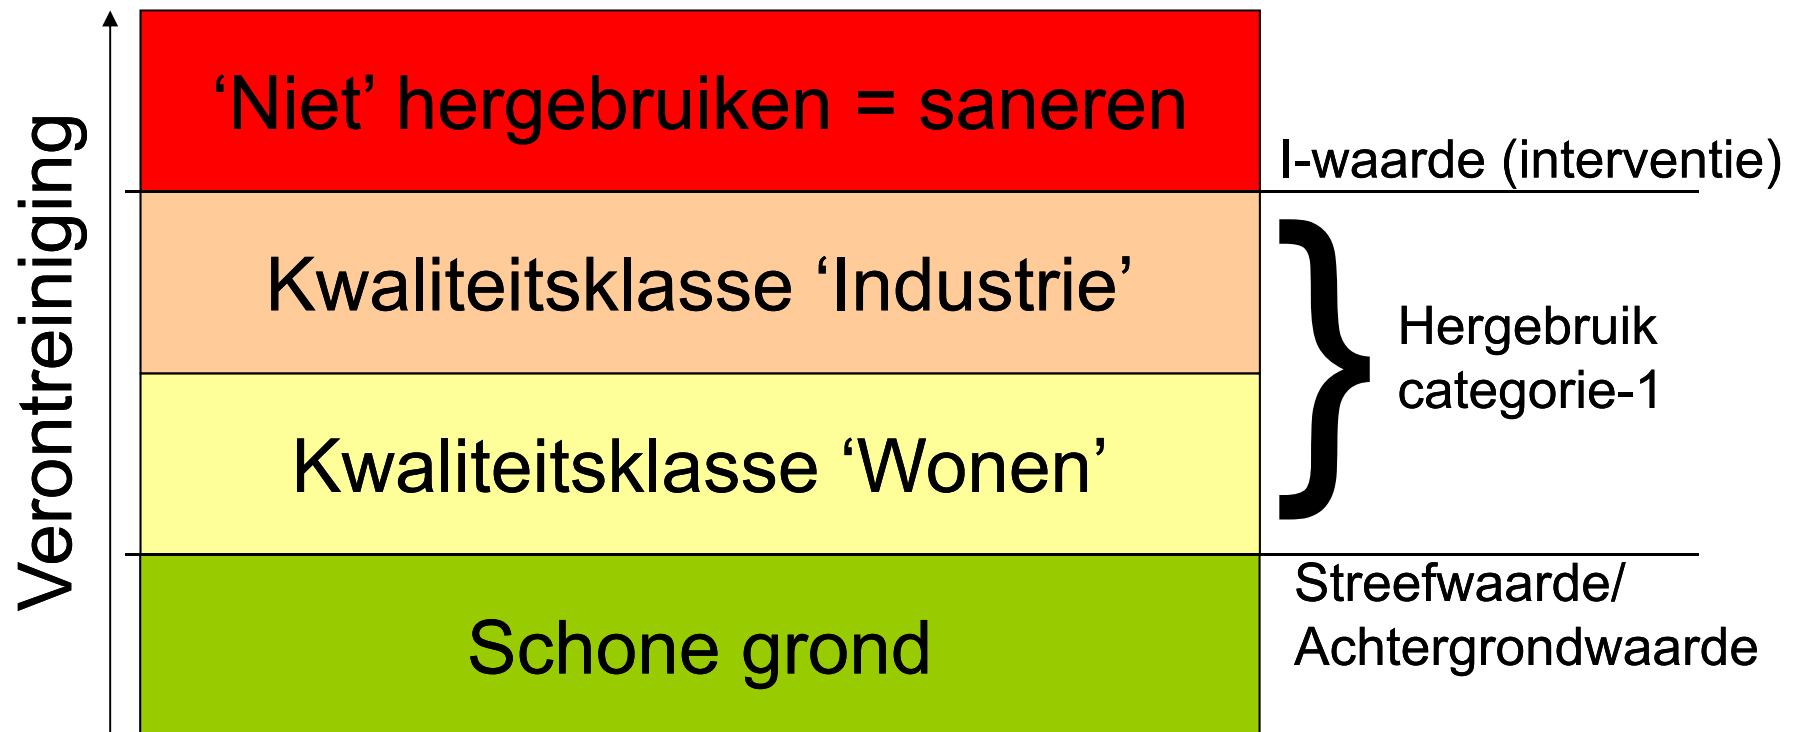 Verontreiniging
‘Niet’ hergebruiken = saneren
I-waarde (interventie)
Kwaliteitsklasse ‘Industrie’
Hergebruik
categorie-1
Kwaliteitsklasse ‘Wonen’
Streefwaarde/
Achtergrondwaarde
Schone grond